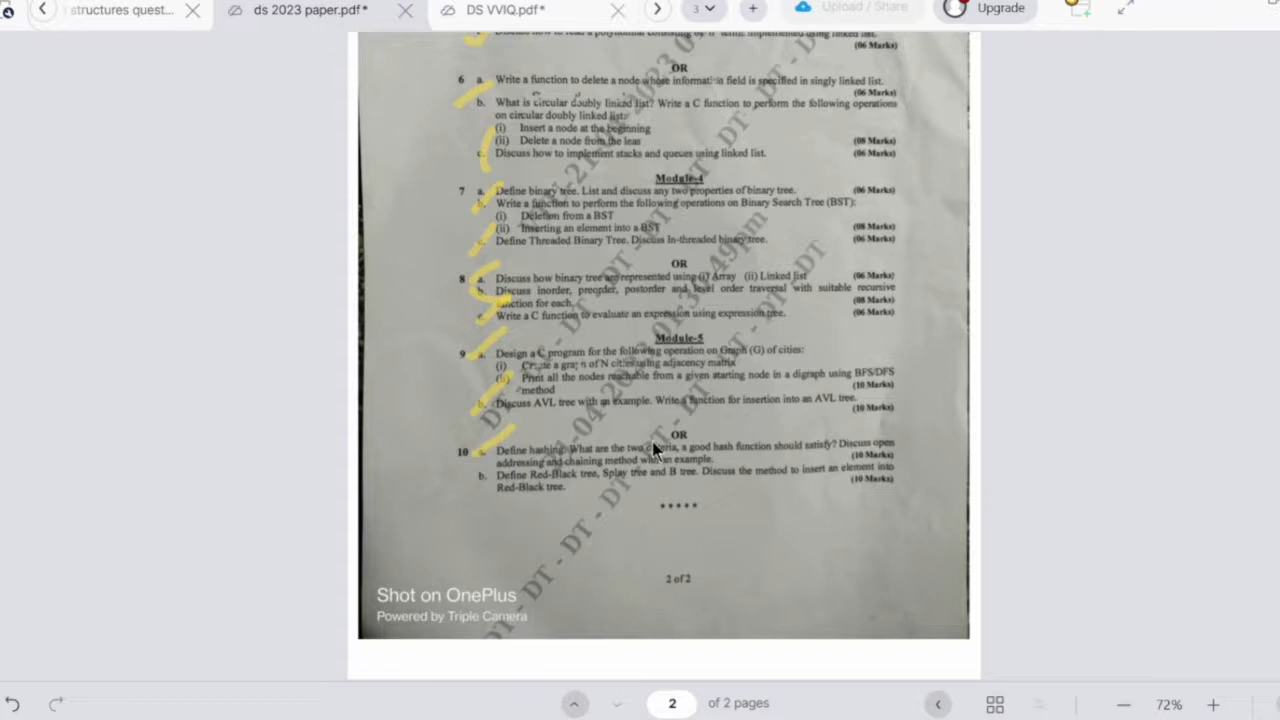 structures quest...
ds 2023 paper.pdf*
DS VVIQ.pdf*
3
Upload / Share
Upgrade
(06 Marks)
OR
6 a. Write a function to delete a node whose information field is specified in singly linked list.
(06 Marks)
b. What is circular doubly linked list? Write a C function to perform the following operations
on circular doubly linked list:
(i) Insert a node at the beginning
(ii) Delete a node from the
(08 Marks)
c. Discuss how to implement stacks and queues using linked list. (06 Marks)
Module-4
7 a. Define binary tree. List and discuss any two properties of binary tree. (06 Marks)
b. Write a function to perform the following operations on Binary Search Tree (BST):
(i) Deletion from a BST
(ii) Inserting an element into a BST (08 Marks)
c. Define Threaded Binary Tree. Discuss In-threaded binary tree. (06 Marks)
OR
8 a. Discuss how binary tree are represented using (i) Array (ii) Linked list (06 Marks)
b. Discuss inorder, preorder, postorder and level order traversal with suitable recursive
function for each. (08 Marks)
c. Write a C function to evaluate an expression using expression tree. (06 Marks)
Module-5
9 a. Design a C program for the following operation on Graph (G) of cities:
(i) Create a graph of N cities using adjacency matrix
(ii) Print all the nodes reachable from a given starting node in a digraph using BFS/DFS
method (10 Marks)
b. Discuss AVL tree with an example. Write a function for insertion into an AVL tree.
(10 Marks)
OR
10 a. Define hashing. What are the two criteria, a good hash function should satisfy? Discuss open
addressing and chaining method with an example. (10 Marks)
b. Define Red-Black tree, Splay tree and B tree. Discuss the method to insert an element into
Red-Black tree. (10 Marks)
*****
2 of 2
Shot on OnePlus
Powered by Triple Camera
2 of 2 pages
72%